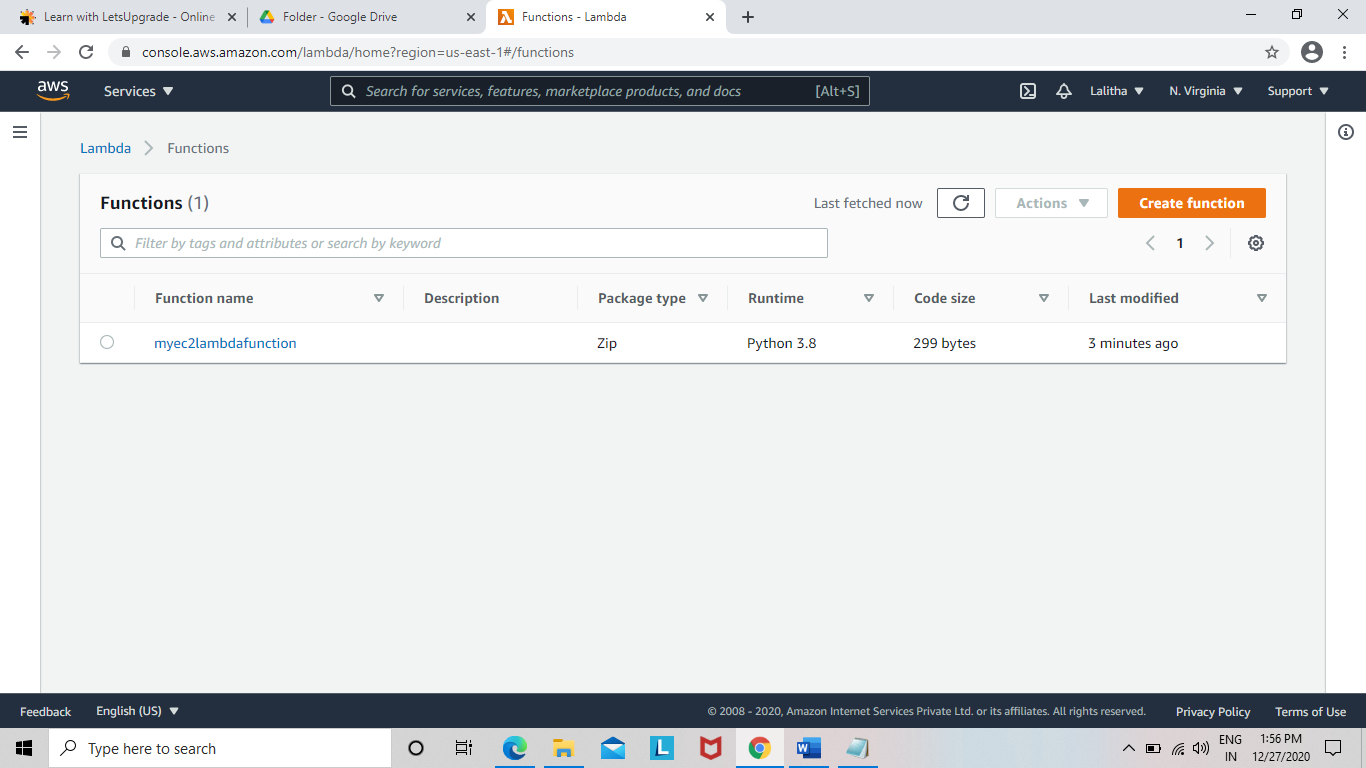 Learn with LetsUpgrade - Online
Folder - Google Drive
Functions - Lambda
console.aws.amazon.com/lambda/home?region=us-east-1#/functions
aws
Services
Search for services, features, marketplace products, and docs
[Alt+S]
Lalitha
N. Virginia
Support
Lambda
Functions
Functions (1)
Last fetched now
Actions
Create function
Filter by tags and attributes or search by keyword
1
Function name
Description
Package type
Runtime
Code size
Last modified
myec2lambdafunction
Zip
Python 3.8
299 bytes
3 minutes ago
Feedback
English (US)
© 2008 - 2020, Amazon Internet Services Private Ltd. or its affiliates. All rights reserved.
Privacy Policy
Terms of Use
Type here to search
L
W
ENG
IN
1:56 PM
12/27/2020